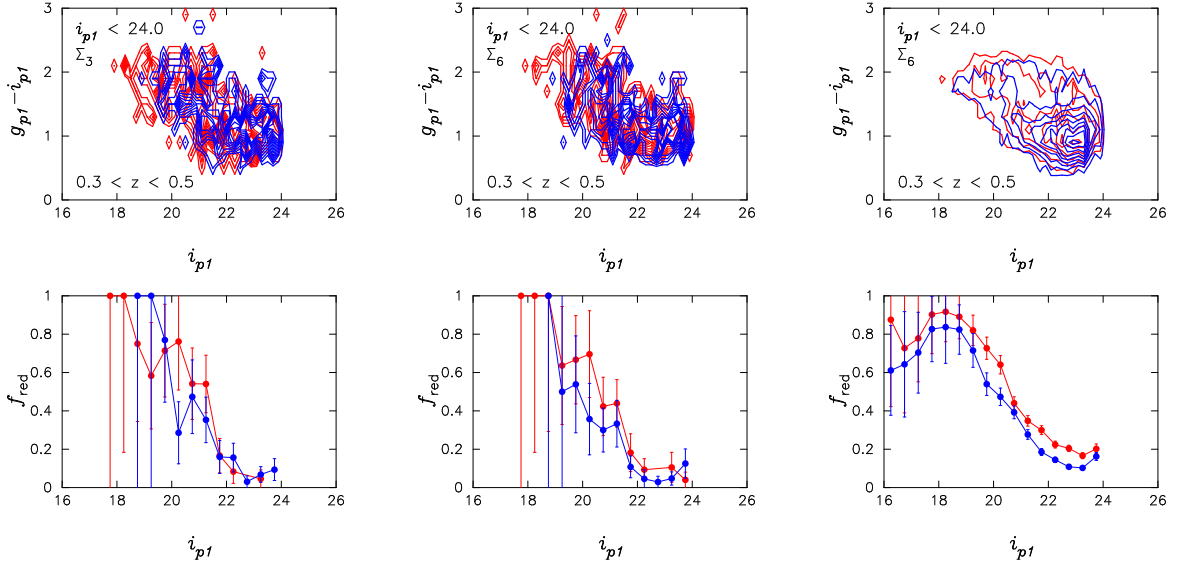 i_p1 < 24.0
Σ_3
0.3 < z < 0.5
g_p1−i_p1
0 1 2 3
16 18 20 22 24 26
i_p1
i_p1 < 24.0
Σ_6
0.3 < z < 0.5
g_p1−i_p1
0 1 2 3
16 18 20 22 24 26
i_p1
i_p1 < 24.0
Σ_6
0.3 < z < 0.5
g_p1−i_p1
0 1 2 3
16 18 20 22 24 26
i_p1
f_red
0 0.2 0.4 0.6 0.8 1
16 18 20 22 24 26
i_p1
f_red
0 0.2 0.4 0.6 0.8 1
16 18 20 22 24 26
i_p1
f_red
0 0.2 0.4 0.6 0.8 1
16 18 20 22 24 26
i_p1